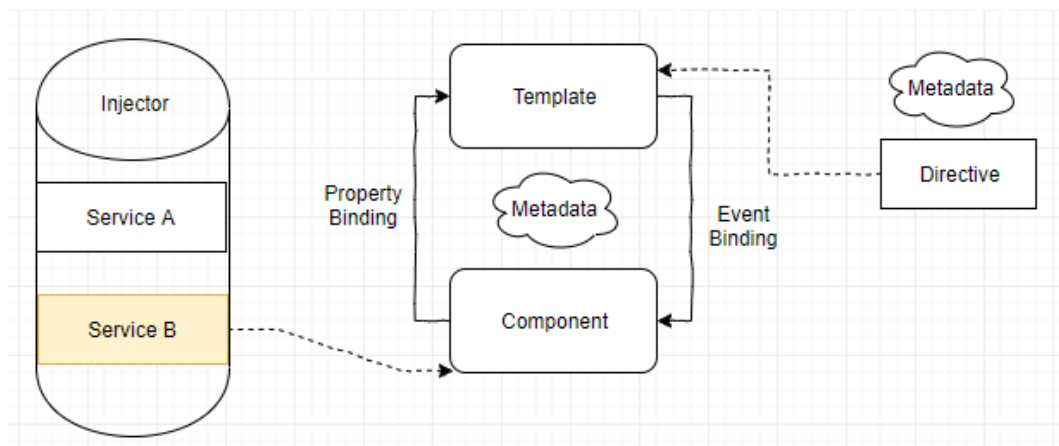 Injector
Service A
Service B
Property
Binding
Template
Metadata
Component
Event
Binding
Metadata
Directive